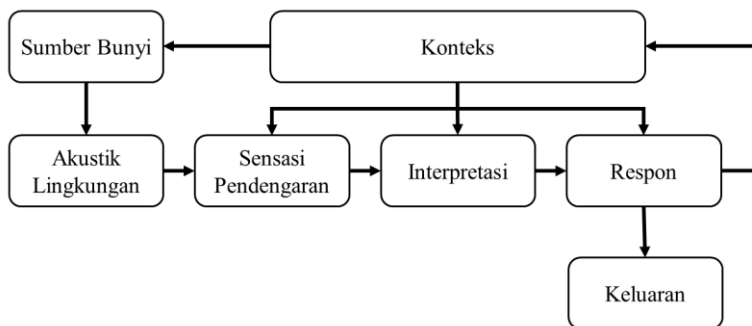 Sumber Bunyi
Konteks
Akustik
Lingkungan
Sensasi
Pendengaran
Interpretasi
Respon
Keluaran